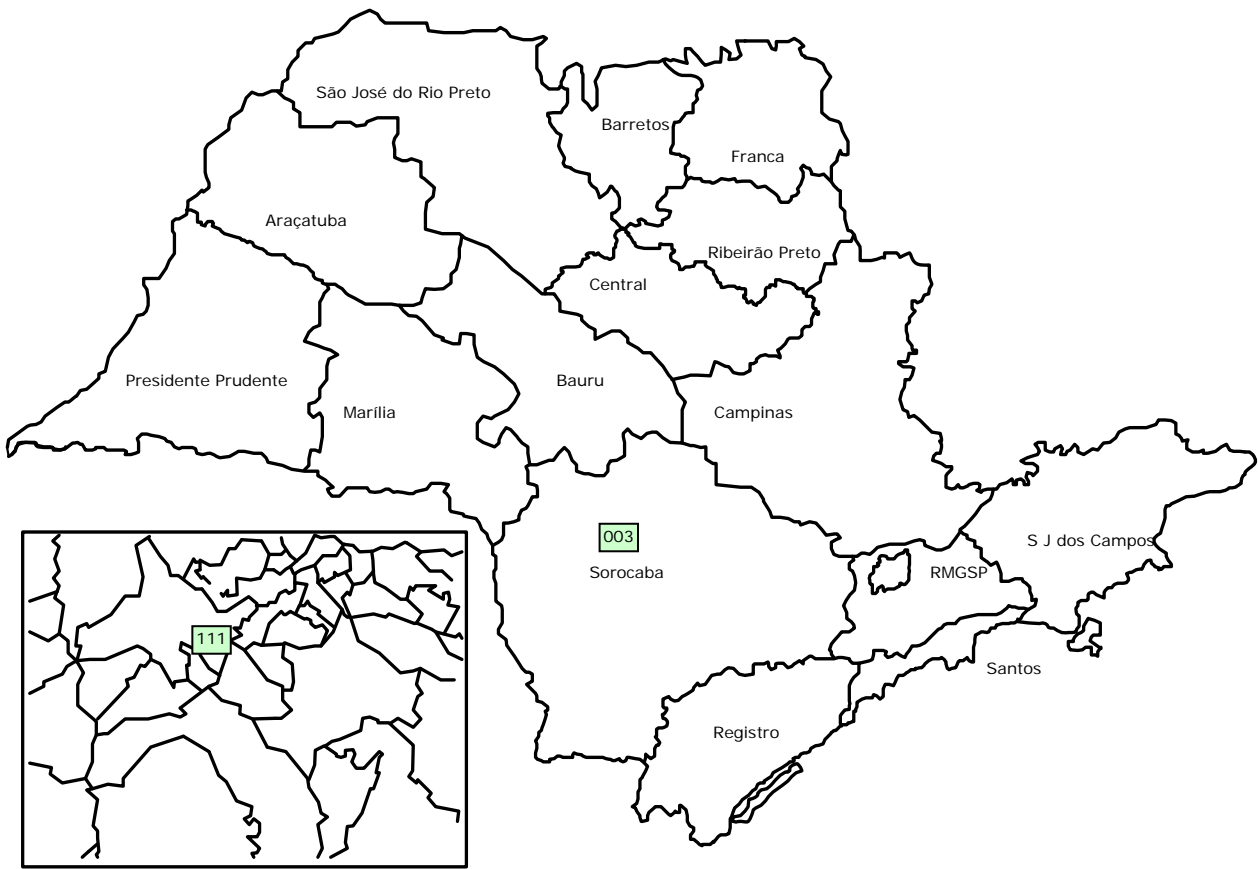 São José do Rio Preto
Barretos
Franca
Araçatuba
Ribeirão Preto
Central
Presidente Prudente
Bauru
Marília
Campinas
003
S J dos Campos
Sorocaba
RMGSP
111
Santos
Registro